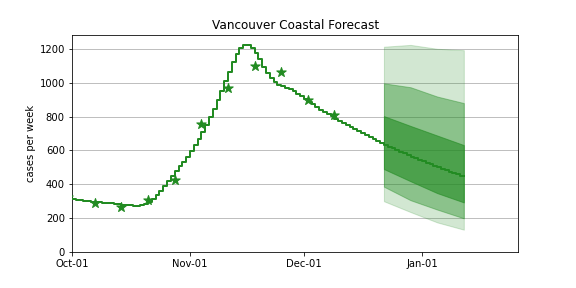 Vancouver Coastal Forecast
cases per week
1200
1000
800
600
400
200
0
Oct-01
Nov-01
Dec-01
Jan-01